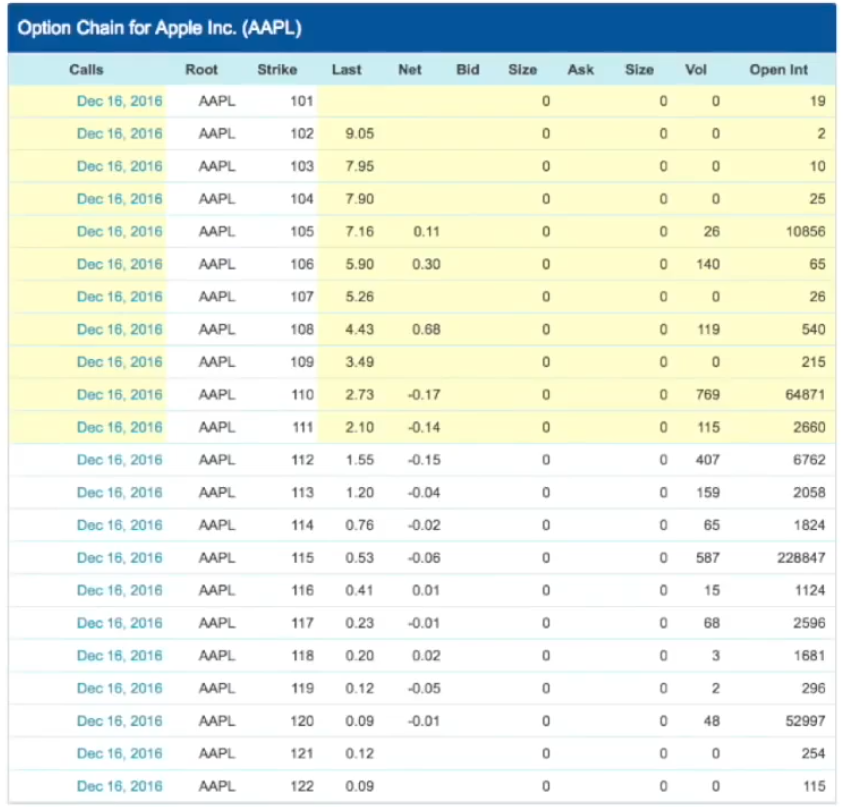 Option Chain for Apple Inc. (AAPL)
Calls Root Strike Last Net Bid Size Ask Size Vol Open Int
Dec 16, 2016 AAPL 101 0 0 0 19
Dec 16, 2016 AAPL 102 9.05 0 0 0 2
Dec 16, 2016 AAPL 103 7.95 0 0 0 10
Dec 16, 2016 AAPL 104 7.90 0 0 0 25
Dec 16, 2016 AAPL 105 7.16 0.11 0 0 26 10856
Dec 16, 2016 AAPL 106 5.90 0.30 0 0 140 65
Dec 16, 2016 AAPL 107 5.26 0 0 0 26
Dec 16, 2016 AAPL 108 4.43 0.68 0 0 119 540
Dec 16, 2016 AAPL 109 3.49 0 0 0 215
Dec 16, 2016 AAPL 110 2.73 -0.17 0 0 769 64871
Dec 16, 2016 AAPL 111 2.10 -0.14 0 0 115 2660
Dec 16, 2016 AAPL 112 1.55 -0.15 0 0 407 6762
Dec 16, 2016 AAPL 113 1.20 -0.04 0 0 159 2058
Dec 16, 2016 AAPL 114 0.76 -0.02 0 0 65 1824
Dec 16, 2016 AAPL 115 0.53 -0.06 0 0 587 228847
Dec 16, 2016 AAPL 116 0.41 0.01 0 0 15 1124
Dec 16, 2016 AAPL 117 0.23 -0.01 0 0 68 2596
Dec 16, 2016 AAPL 118 0.20 0.02 0 0 3 1681
Dec 16, 2016 AAPL 119 0.12 -0.05 0 0 2 296
Dec 16, 2016 AAPL 120 0.09 -0.01 0 0 48 52997
Dec 16, 2016 AAPL 121 0.12 0 0 0 254
Dec 16, 2016 AAPL 122 0.09 0 0 0 115